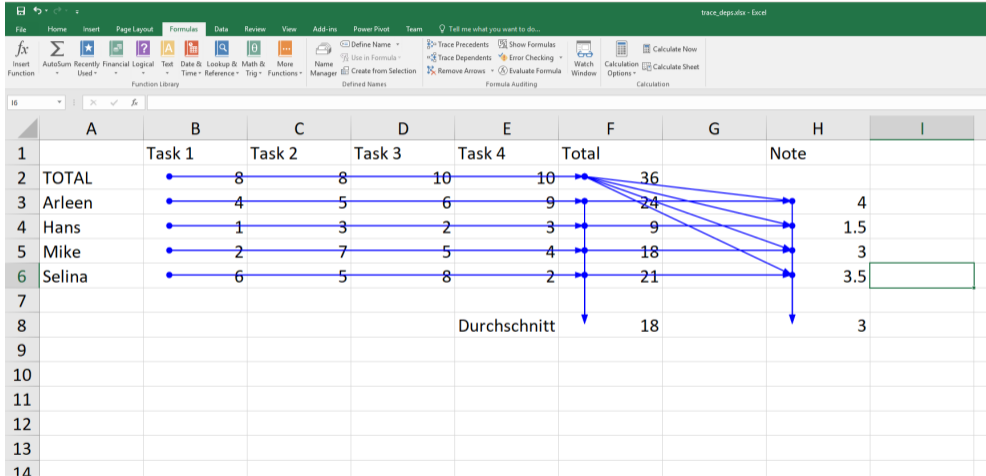 trace_deps.xlsx - Excel
File Home Insert Page Layout Formulas Data Review View Add-ins Power Pivot Team Tell me what you want to do...
fx Insert Function
Σ AutoSum
Recently Used
Financial
Logical
Text
Date & Time
Lookup & Reference
Math & Trig
More Functions
Function Library
Name Manager
Define Name
Use in Formula
Create from Selection
Defined Names
Trace Precedents
Trace Dependents
Remove Arrows
Show Formulas
Error Checking
Evaluate Formula
Formula Auditing
Watch Window
Calculation Options
Calculate Now
Calculate Sheet
Calculation
I6 fx
A B C D E F G H I
1 Task 1 Task 2 Task 3 Task 4 Total Note
2 TOTAL 8 8 10 10 36
3 Arleen 4 5 6 9 24 4
4 Hans 1 3 2 3 9 1.5
5 Mike 2 7 5 4 18 3
6 Selina 6 5 8 2 21 3.5
7
8 Durchschnitt 18 3
9
10
11
12
13
14